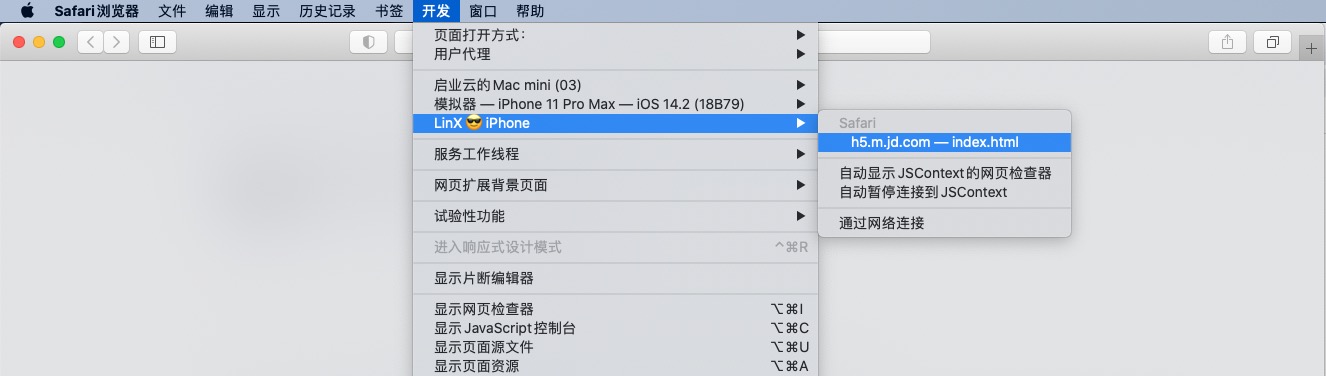 Safari浏览器 文件 编辑 显示 历史记录 书签 开发 窗口 帮助
页面打开方式：
用户代理
启业云的Mac mini (03)
模拟器 — iPhone 11 Pro Max — iOS 14.2 (18B79)
LinX 😎 iPhone
Safari
h5.m.jd.com — index.html
自动显示JSContext的网页检查器
自动暂停连接到JSContext
通过网络连接
服务工作线程
网页扩展背景页面
试验性功能
进入响应式设计模式 ^⌘R
显示片断编辑器
显示网页检查器 ⌥⌘I
显示JavaScript控制台 ⌥⌘C
显示页面源文件 ⌥⌘U
显示页面资源 ⌥⌘A